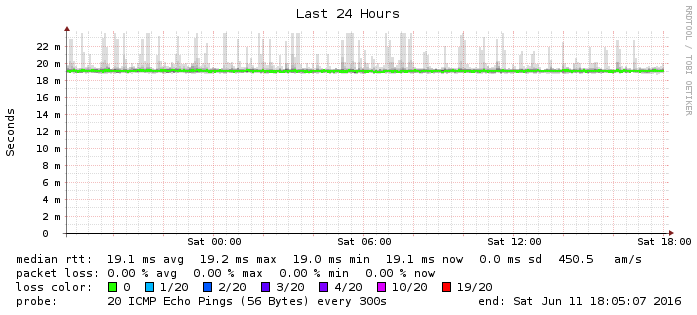 Last 24 Hours
RRDTOOL / TOBI OETIKER
Seconds
22 m
20 m
18 m
16 m
14 m
12 m
10 m
8 m
6 m
4 m
2 m
0
Sat 00:00 Sat 06:00 Sat 12:00 Sat 18:00
median rtt: 19.1 ms avg 19.2 ms max 19.0 ms min 19.1 ms now 0.0 ms sd 450.5 am/s
packet loss: 0.00 % avg 0.00 % max 0.00 % min 0.00 % now
loss color: 0 1/20 2/20 3/20 4/20 10/20 19/20
probe: 20 ICMP Echo Pings (56 Bytes) every 300s end: Sat Jun 11 18:05:07 2016